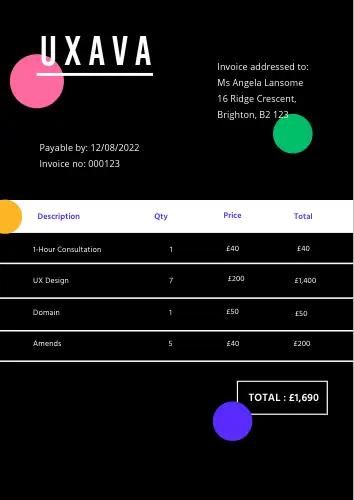 UXAVA
Invoice addressed to:
Ms Angela Lansome
16 Ridge Crescent,
Brighton, B2 123
Payable by: 12/08/2022
Invoice no: 000123
Description Qty Price Total
1-Hour Consultation 1 £40 £40
UX Design 7 £200 £1,400
Domain 1 £50 £50
Amends 5 £40 £200
TOTAL : £1,690